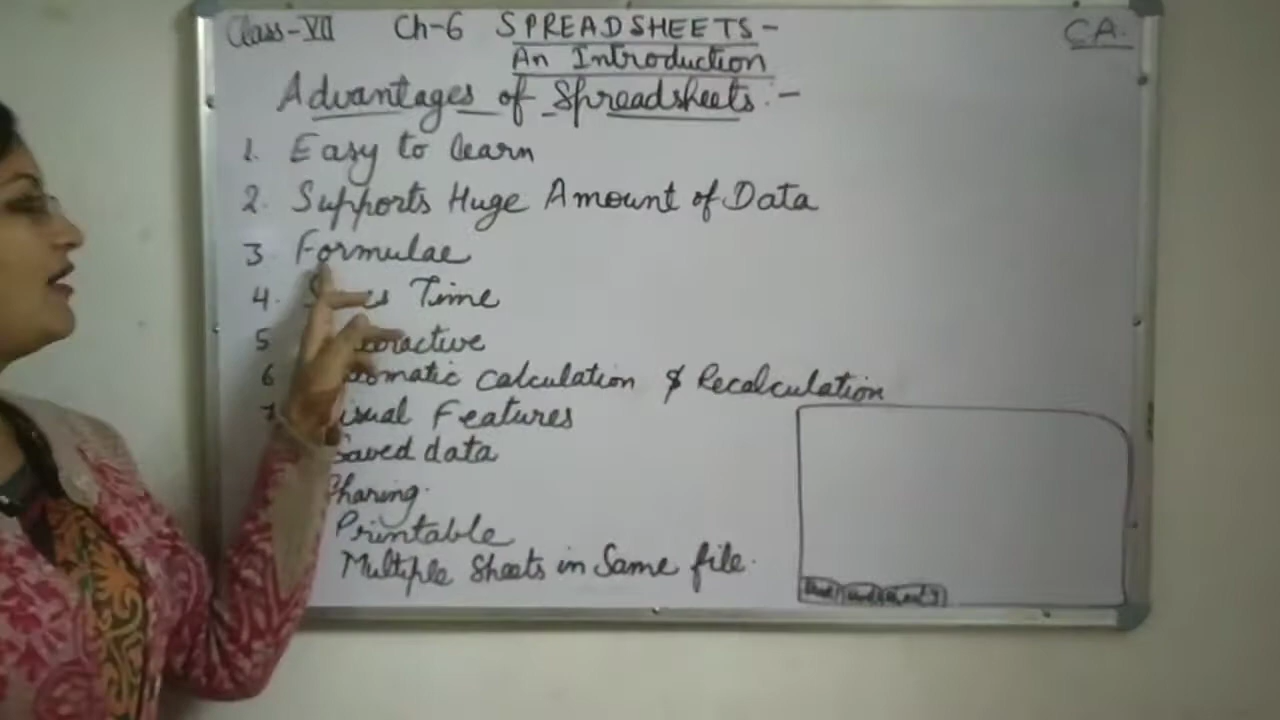 Class-VII Ch-6 SPREADSHEETS- CA.
An Introduction
Advantages of Spreadsheets:-
1. Easy to learn
2. Supports Huge Amount of Data
3. Formulae
4. Time
5
6 Calculation & Recalculation
7 Features
Saved data
Sharing.
Printable
Multiple Sheets in Same file.